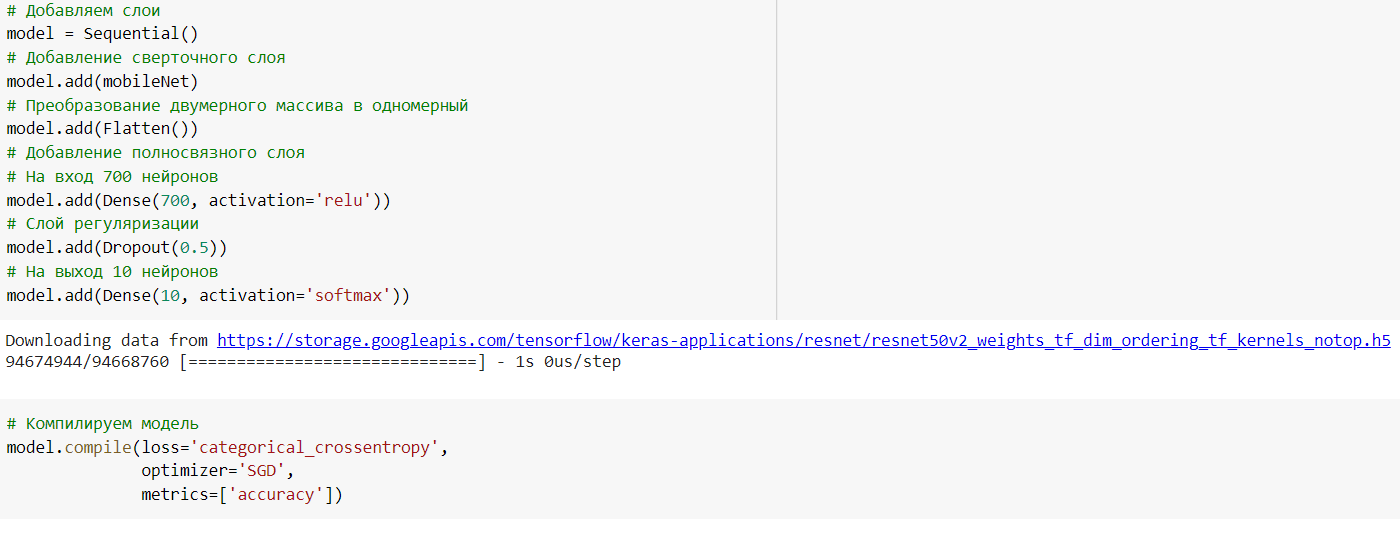 # Добавляем слои
model = Sequential()
# Добавление сверточного слоя
model.add(mobileNet)
# Преобразование двумерного массива в одномерный
model.add(Flatten())
# Добавление полносвязного слоя
# На вход 700 нейронов
model.add(Dense(700, activation='relu'))
# Слой регуляризации
model.add(Dropout(0.5))
# На выход 10 нейронов
model.add(Dense(10, activation='softmax'))
Downloading data from https://storage.googleapis.com/tensorflow/keras-applications/resnet/resnet50v2_weights_tf_dim_ordering_tf_kernels_notop.h5
94674944/94668760 [==============================] - 1s 0us/step
# Компилируем модель
model.compile(loss='categorical_crossentropy',
              optimizer='SGD',
              metrics=['accuracy'])